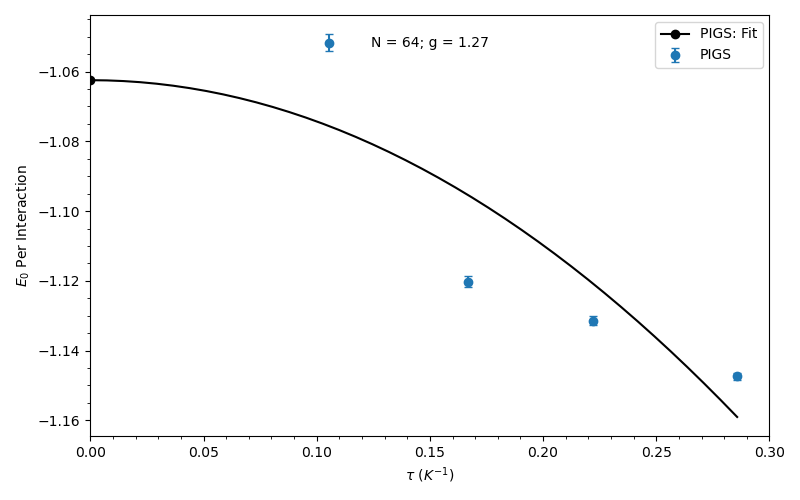 N = 64; g = 1.27
PIGS: Fit
PIGS
−1.06
−1.08
−1.10
−1.12
−1.14
−1.16
E₀ Per Interaction
0.00 0.05 0.10 0.15 0.20 0.25 0.30
τ (K⁻¹)